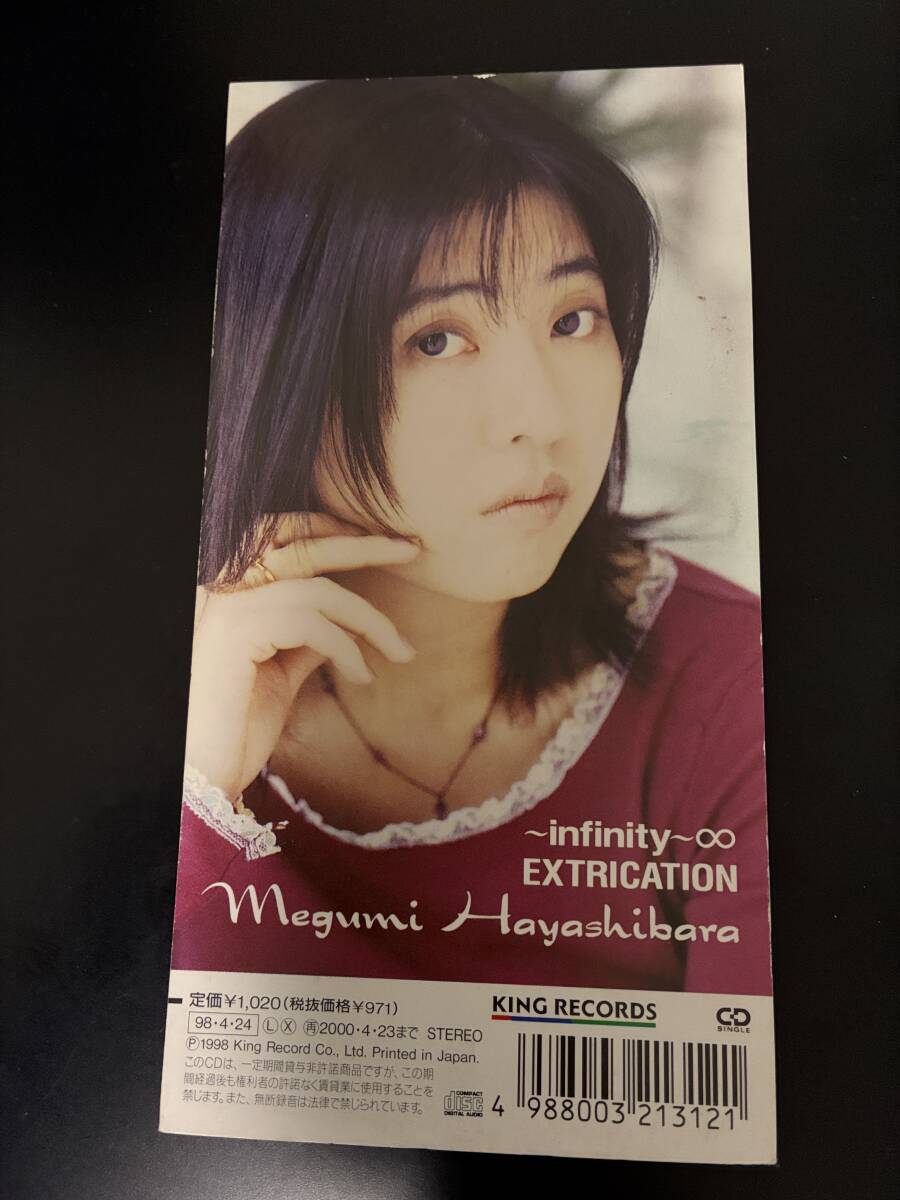 ~infinity~∞
EXTRICATION
Megumi Hayashibara
定価¥1,020(税抜価格¥971)
98・4・24 Ⓛ Ⓧ 再2000・4・23まで STEREO
Ⓟ1998 King Record Co., Ltd. Printed in Japan.
このCDは、一定期間貸与非許諾商品ですが、この期
間経過後も権利者の許諾なく賃貸業に使用することを
禁じます。また、無断録音は法律で禁じられています。
KING RECORDS
CD
SINGLE
COMPACT
disc
DIGITAL AUDIO
4 988003 213121